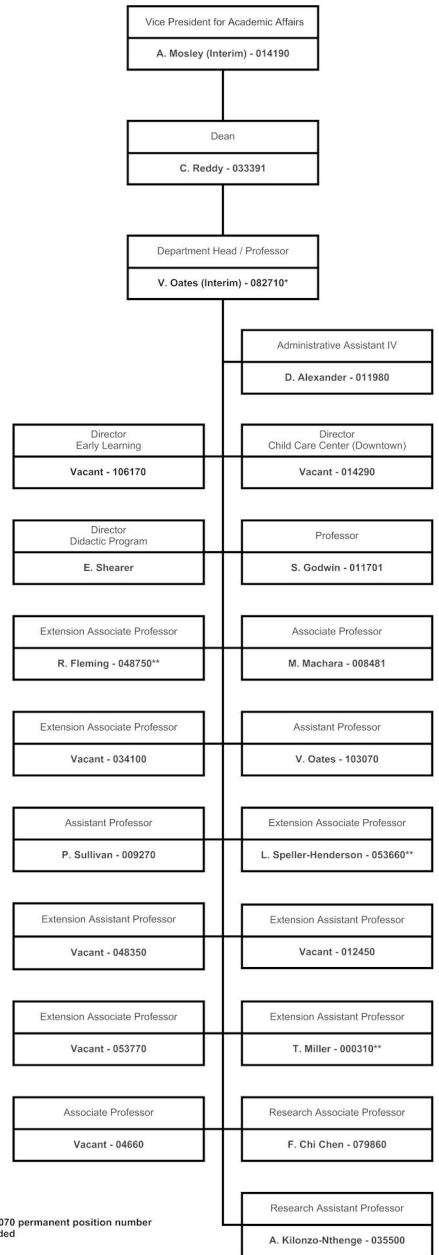 Vice President for Academic Affairs
A. Mosley (Interim) - 014190
Dean
C. Reddy - 033391
Department Head / Professor
V. Oates (Interim) - 082710*
Administrative Assistant IV
D. Alexander - 011980
Director
Early Learning
Vacant - 106170
Director
Child Care Center (Downtown)
Vacant - 014290
Director
Didactic Program
E. Shearer
Professor
S. Godwin - 011701
Extension Associate Professor
R. Fleming - 048750**
Associate Professor
M. Machara - 008481
Extension Associate Professor
Vacant - 034100
Assistant Professor
V. Oates - 103070
Assistant Professor
P. Sullivan - 009270
Extension Associate Professor
L. Speller-Henderson - 053660**
Extension Assistant Professor
Vacant - 048350
Extension Assistant Professor
Vacant - 012450
Extension Associate Professor
Vacant - 053770
Extension Assistant Professor
T. Miller - 000310**
Associate Professor
Vacant - 04660
Research Associate Professor
F. Chi Chen - 079860
070 permanent position number
ded
Research Assistant Professor
A. Kilonzo-Nthenge - 035500